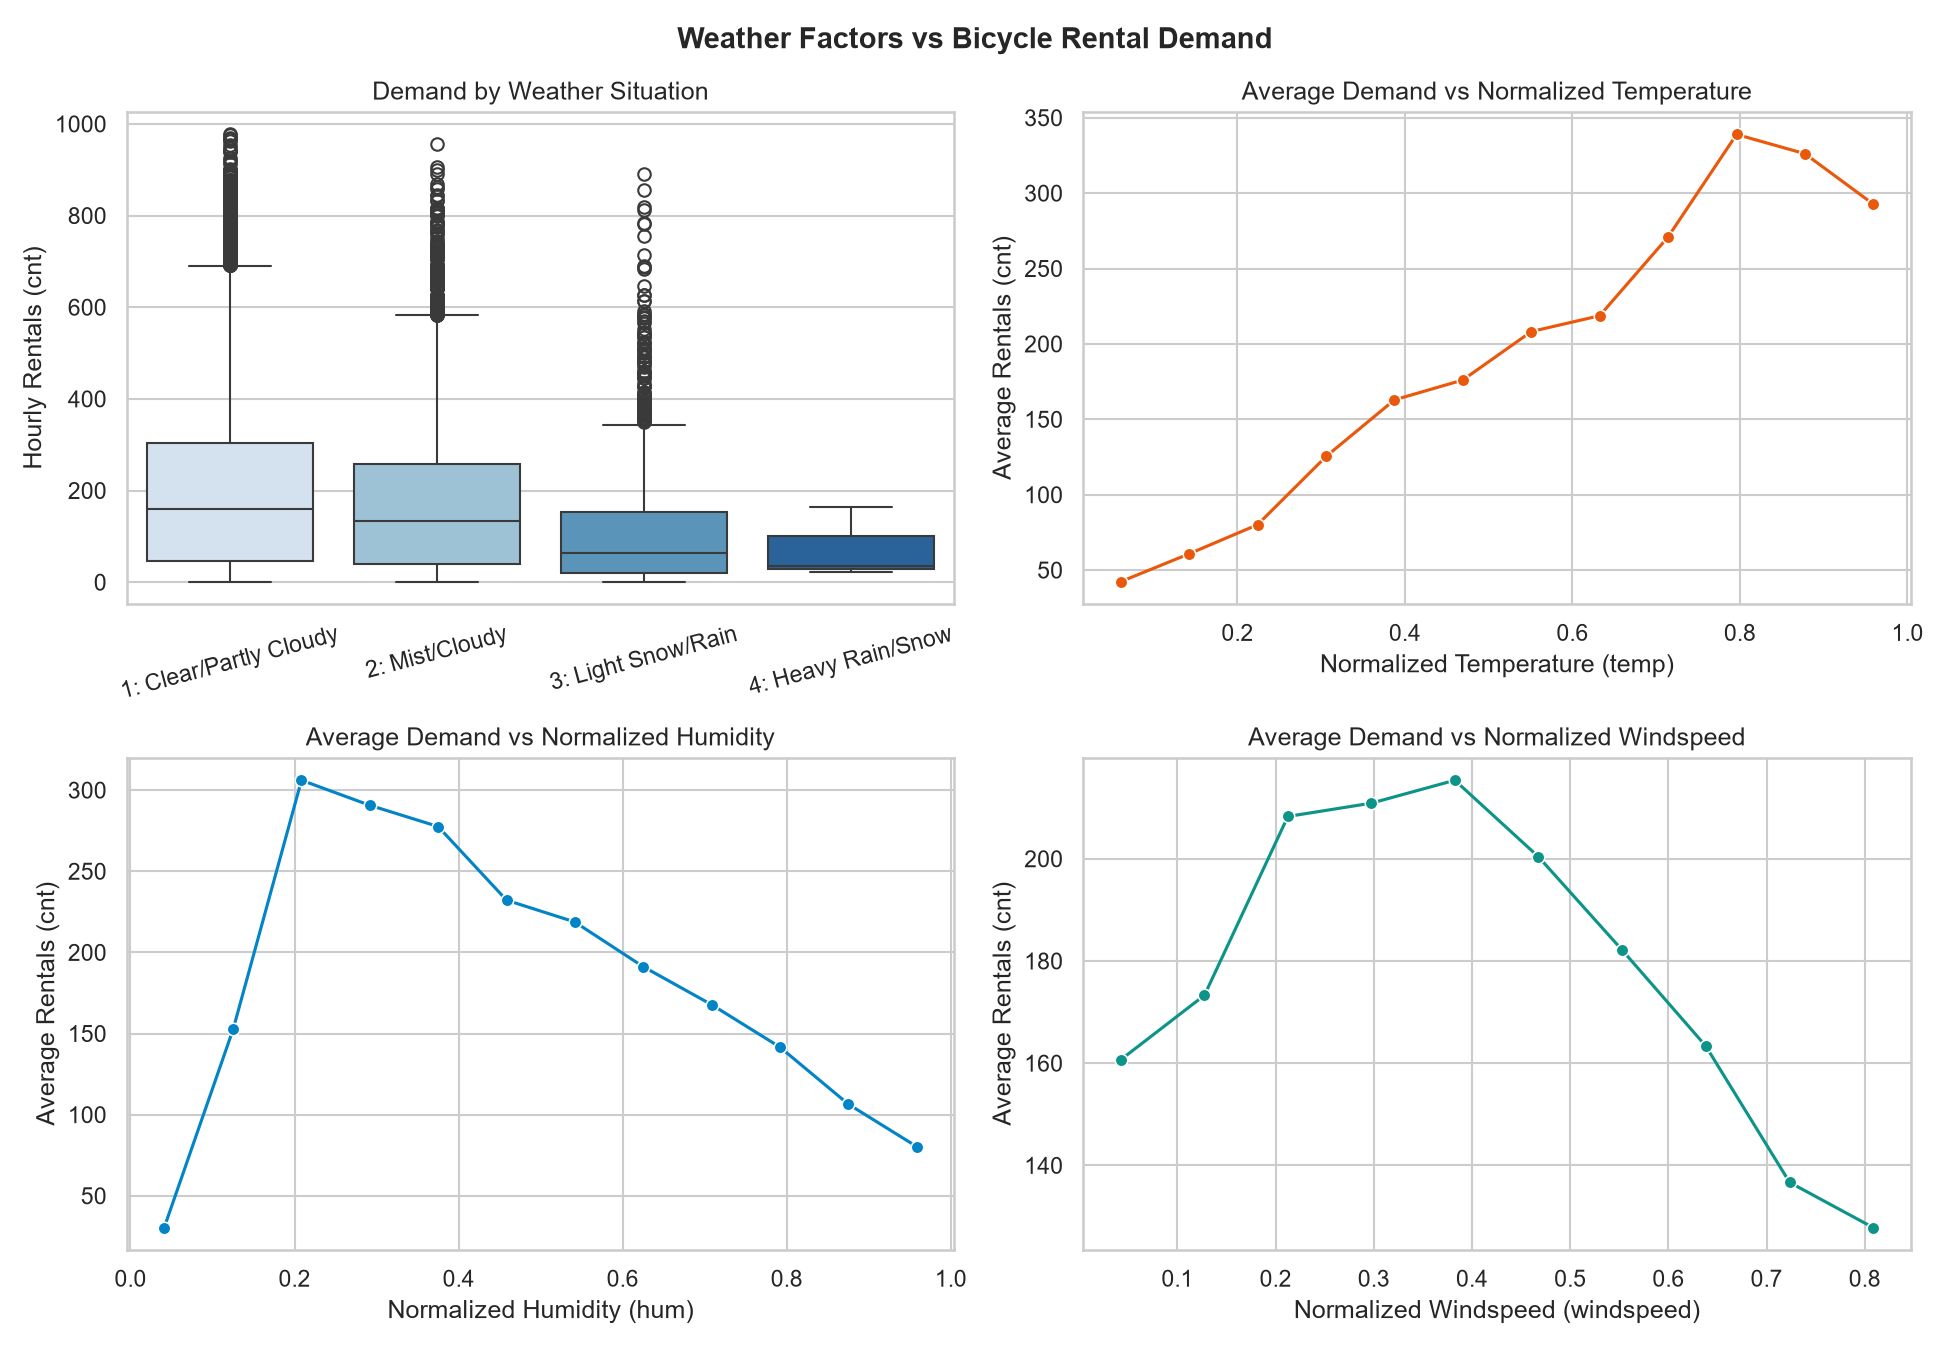 Weather Factors vs Bicycle Rental Demand
Demand by Weather Situation
Hourly Rentals (cnt)
1000
800
600
400
200
0
1: Clear/Partly Cloudy
2: Mist/Cloudy
3: Light Snow/Rain
4: Heavy Rain/Snow
Average Demand vs Normalized Temperature
Average Rentals (cnt)
350
300
250
200
150
100
50
0.2
0.4
0.6
0.8
1.0
Normalized Temperature (temp)
Average Demand vs Normalized Humidity
Average Rentals (cnt)
300
250
200
150
100
50
0.0
0.2
0.4
0.6
0.8
1.0
Normalized Humidity (hum)
Average Demand vs Normalized Windspeed
Average Rentals (cnt)
200
180
160
140
0.1
0.2
0.3
0.4
0.5
0.6
0.7
0.8
Normalized Windspeed (windspeed)